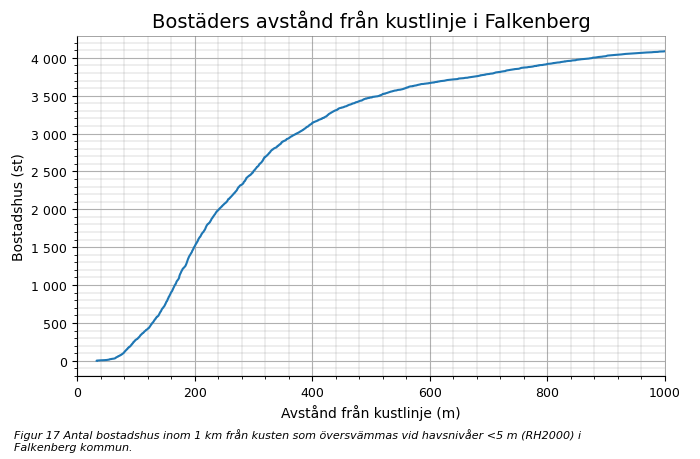 Bostäders avstånd från kustlinje i Falkenberg
4 000
3 500
3 000
2 500
2 000
1 500
1 000
500
0
Bostadshus (st)
0 200 400 600 800 1000
Avstånd från kustlinje (m)
Figur 17 Antal bostadshus inom 1 km från kusten som översvämmas vid havsnivåer <5 m (RH2000) i
Falkenberg kommun.